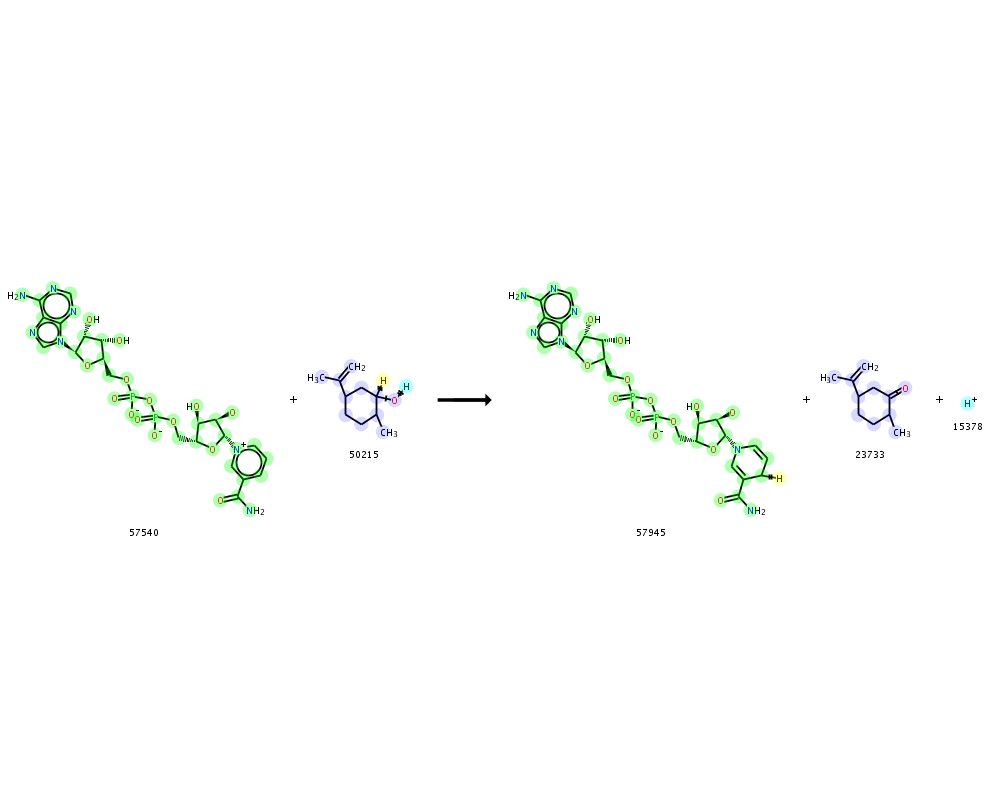 N N
H₂N H₂N
N N
OH OH
N N
N OH N OH
O CH₂ O CH₂
H₃C H₃C
O H O
H O
O P O + O O P O + +
H⁺
HO O⁻ O HO O⁻ O
O P O O P O
15378
CH₃ CH₃
O⁻ O⁻
O N⁺ O N
50215 23733
H
O O
NH₂ NH₂
57540 57945